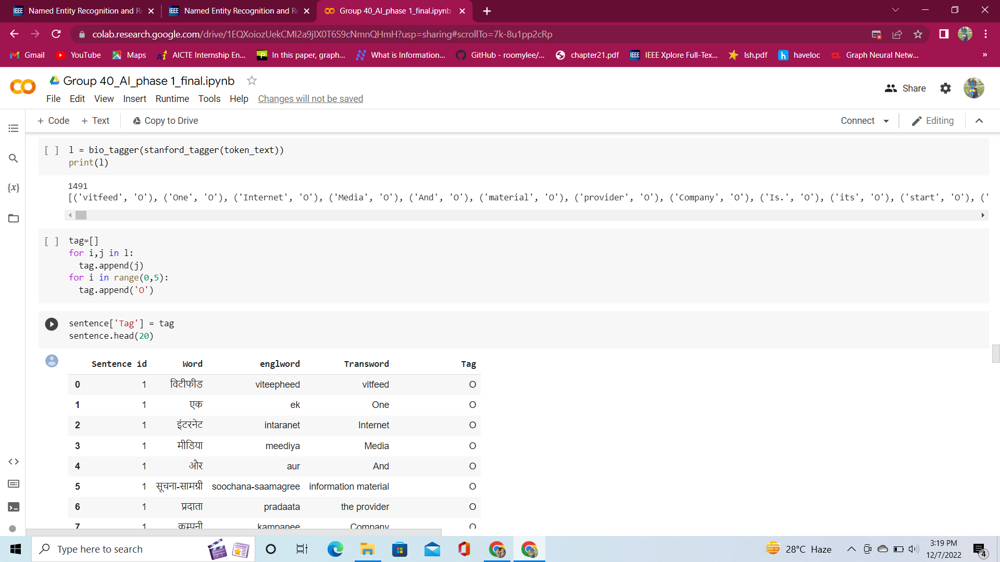 Named Entity Recognition and Re
Named Entity Recognition and Re
Group 40_AI_phase 1_final.ipynb
colab.research.google.com/drive/1EQXoiozUekCMI2a9jIX0T6S9cNmnQHmH?usp=sharing#scrollTo=7k-8u1pp2cRp
Gmail YouTube Maps AICTE Internship En... In this paper, graph... What is Information... GitHub - roomylee/... chapter21.pdf IEEE Xplore Full-Tex... lsh.pdf haveloc Graph Neural Netw... »
Group 40_AI_phase 1_final.ipynb
File Edit View Insert Runtime Tools Help Changes will not be saved
Share
+ Code + Text Copy to Drive
Connect Editing
[ ] l = bio_tagger(stanford_tagger(token_text))
print(l)
1491
[('vitfeed', 'O'), ('One', 'O'), ('Internet', 'O'), ('Media', 'O'), ('And', 'O'), ('material', 'O'), ('provider', 'O'), ('Company', 'O'), ('Is.', 'O'), ('its', 'O'), ('start', 'O'), ('
[ ] tag=[]
for i,j in l:
tag.append(j)
for i in range(0,5):
tag.append('O')
sentence['Tag'] = tag
sentence.head(20)
Sentence id Word englword Transword Tag
0 1 विटीफीड viteepheed vitfeed O
1 1 एक ek One O
2 1 इंटरनेट intaranet Internet O
3 1 मीडिया meediya Media O
4 1 और aur And O
5 1 सूचना-सामग्री soochana-saamagree information material O
6 1 प्रदाता pradaata the provider O
7 1 कम्पनी kampanee Company O
Type here to search
28°C Haze
3:19 PM
12/7/2022
4